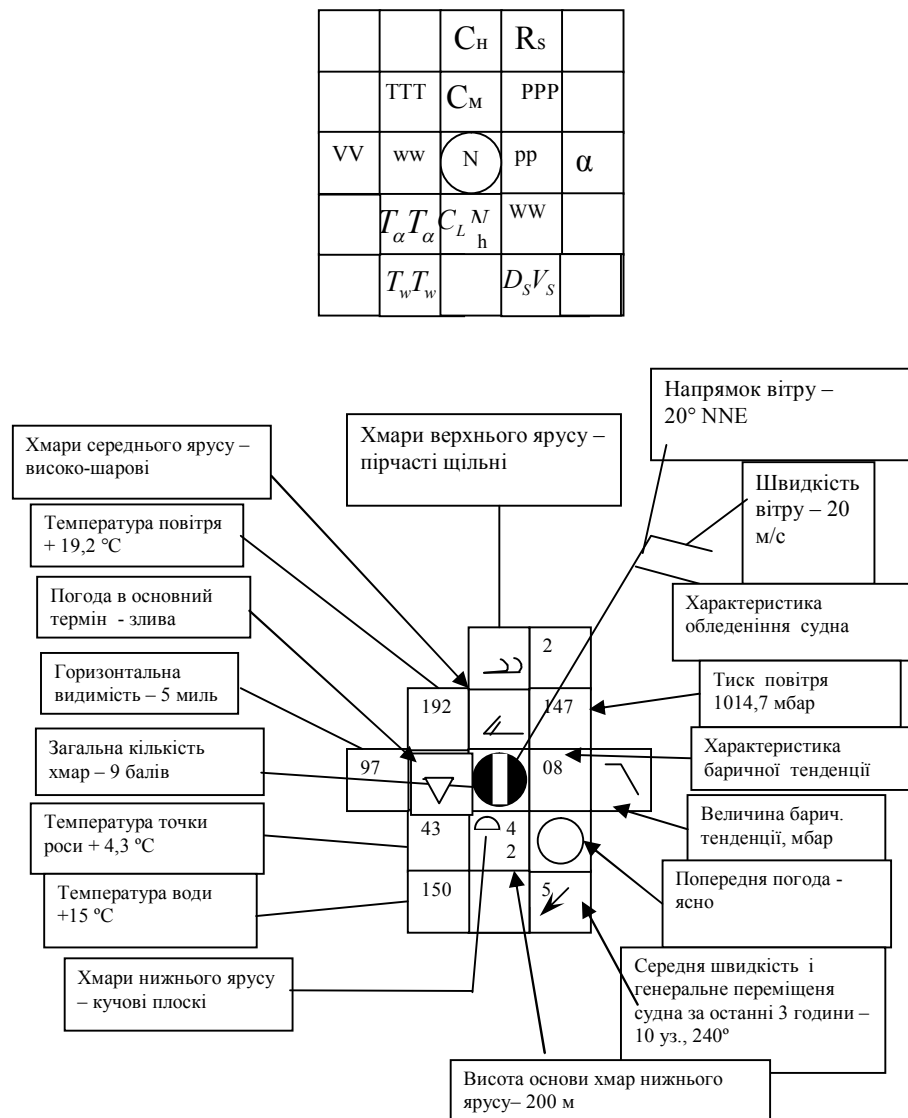 Cн Rs
TTT Cм PPP
VV ww N pp α
TαTα CL N h WW
TwTw DSVS
Напрямок вітру –
20° NNE
Хмари середнього ярусу –
високо-шарові
Хмари верхнього ярусу –
пірчасті щільні
Швидкість
вітру – 20
м/с
Температура повітря
+ 19,2 °С
Погода в основний
термін - злива
Характеристика
обледеніння судна
Горизонтальна
видимість – 5 миль
Тиск повітря
1014,7 мбар
Загальна кількість
хмар – 9 балів
Характеристика
баричної тенденції
Температура точки
роси + 4,3 ºС
Величина барич.
тенденції, мбар
Температура води
+15 ºС
Попередня погода -
ясно
Хмари нижнього ярусу
– кучові плоскі
Середня швидкість і
генеральне переміщеня
судна за останні 3 години –
10 уз., 240º
Висота основи хмар нижнього
ярусу– 200 м
2
192 147
97 08
43 4
2
150 5